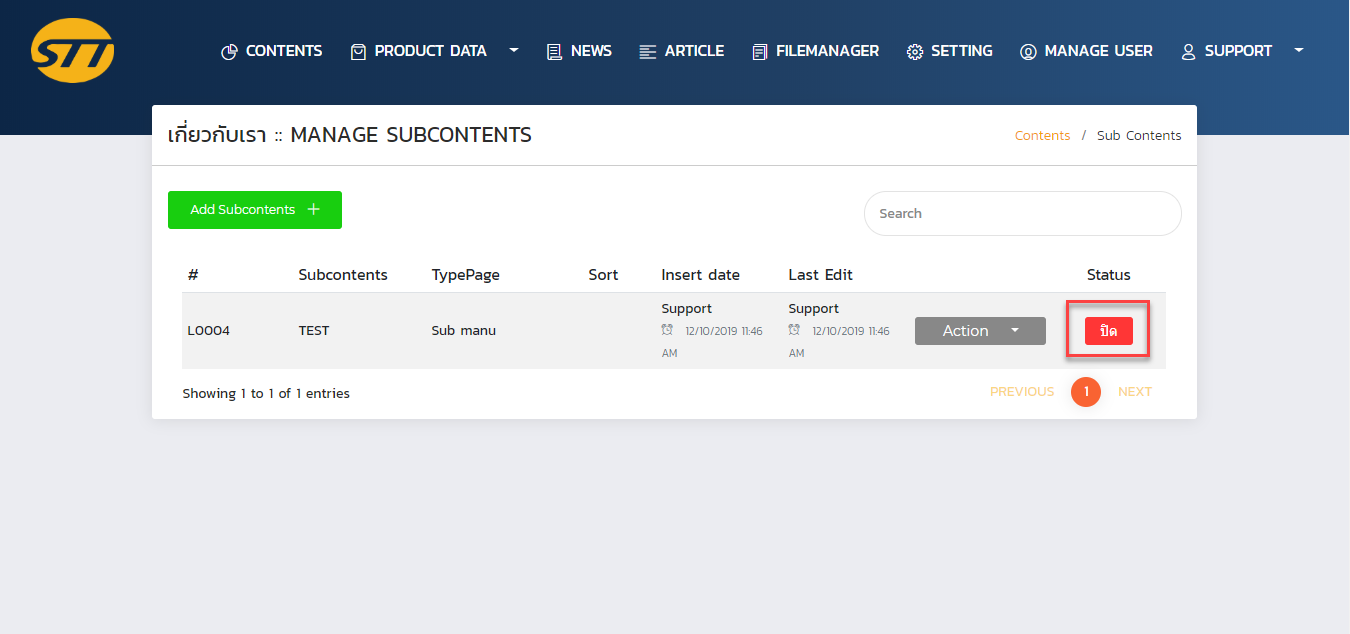 STI
CONTENTS PRODUCT DATA NEWS ARTICLE FILEMANAGER SETTING MANAGE USER SUPPORT
เกี่ยวกับเรา :: MANAGE SUBCONTENTS
Contents / Sub Contents
Add Subcontents +
Search
# Subcontents TypePage Sort Insert date Last Edit Status
L0004 TEST Sub manu Support 12/10/2019 11:46 AM Support 12/10/2019 11:46 AM Action ปิด
Showing 1 to 1 of 1 entries
PREVIOUS 1 NEXT